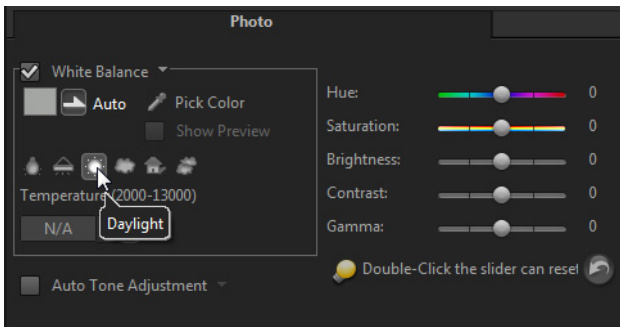 Photo
White Balance
Auto
Pick Color
Show Preview
Temperature (2000-13000)
N/A
Daylight
Auto Tone Adjustment
Hue: 0
Saturation: 0
Brightness: 0
Contrast: 0
Gamma: 0
Double-Click the slider can reset